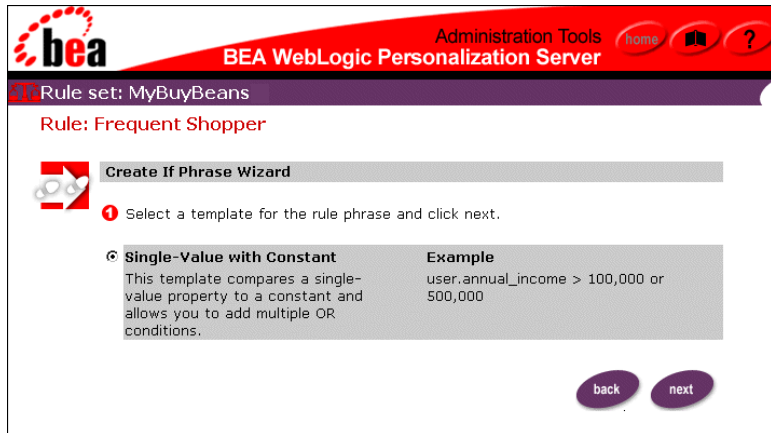 bea
Administration Tools
BEA WebLogic Personalization Server
home
?
Rule set: MyBuyBeans
Rule: Frequent Shopper
Create If Phrase Wizard
1 Select a template for the rule phrase and click next.
Single-Value with Constant
This template compares a single-
value property to a constant and
allows you to add multiple OR
conditions.
Example
user.annual_income > 100,000 or
500,000
back
next